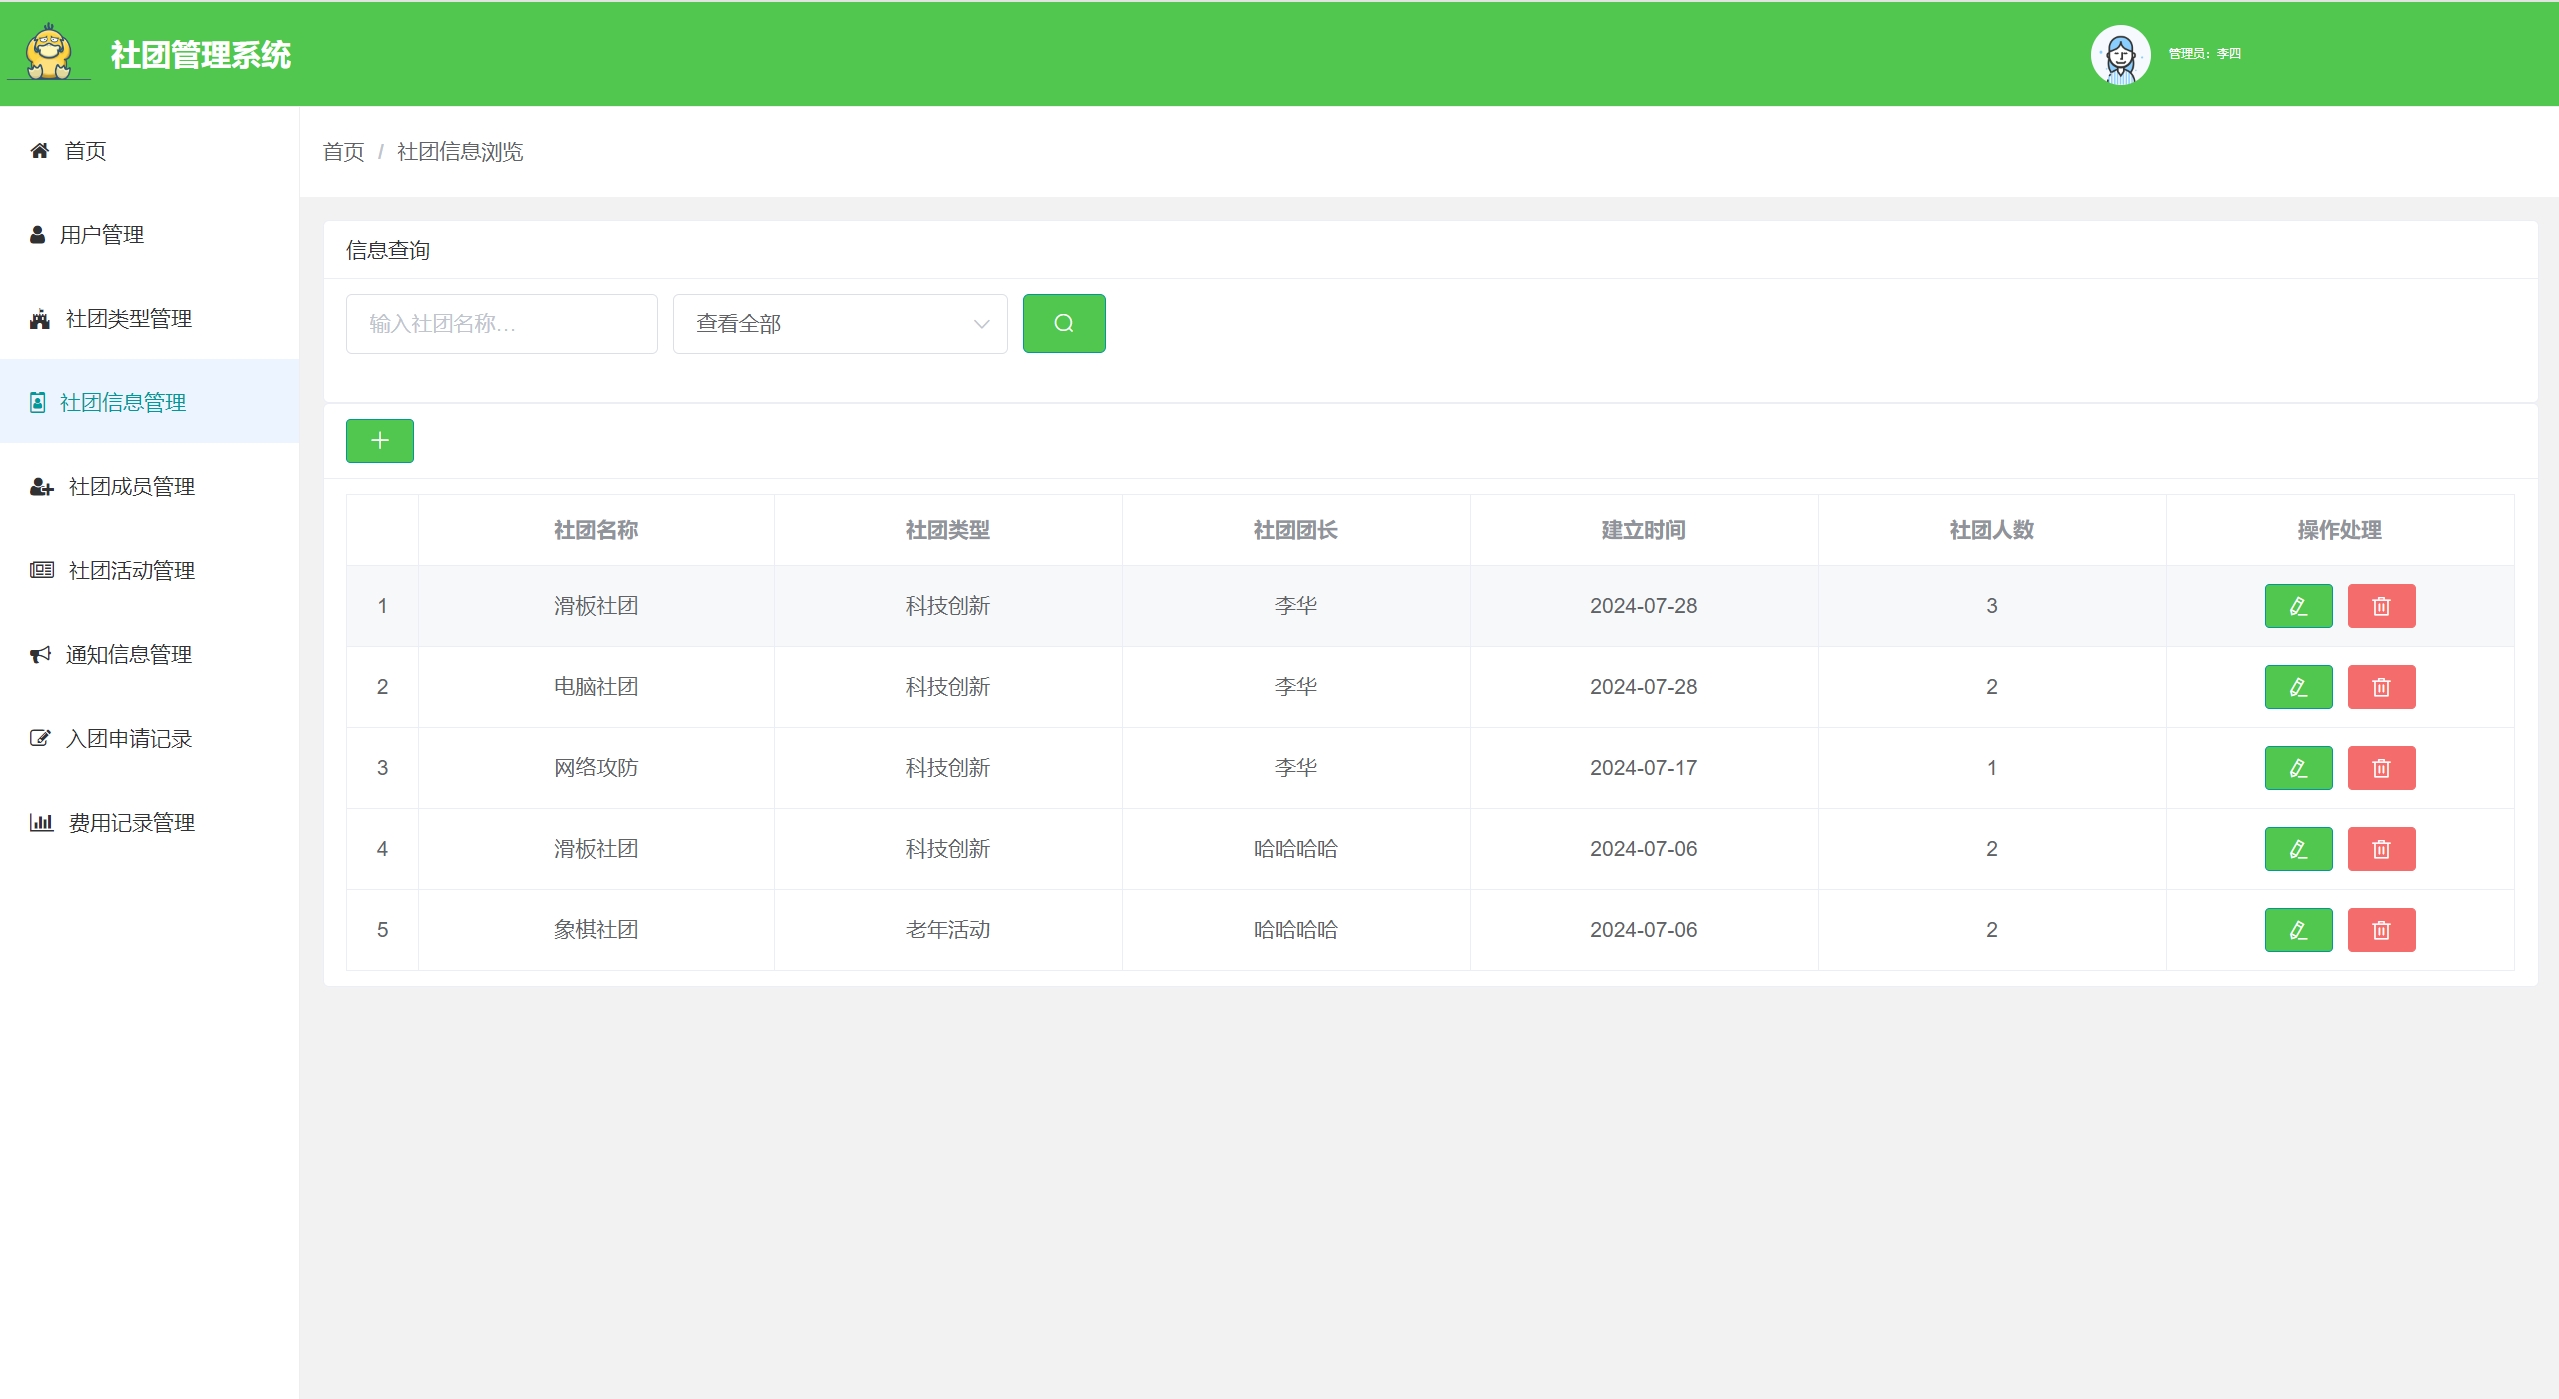 社团管理系统
管理员：李四
首页
用户管理
社团类型管理
社团信息管理
社团成员管理
社团活动管理
通知信息管理
入团申请记录
费用记录管理
首页 / 社团信息浏览
信息查询
输入社团名称… 查看全部
社团名称 社团类型 社团团长 建立时间 社团人数 操作处理
1 滑板社团 科技创新 李华 2024-07-28 3
2 电脑社团 科技创新 李华 2024-07-28 2
3 网络攻防 科技创新 李华 2024-07-17 1
4 滑板社团 科技创新 哈哈哈哈 2024-07-06 2
5 象棋社团 老年活动 哈哈哈哈 2024-07-06 2